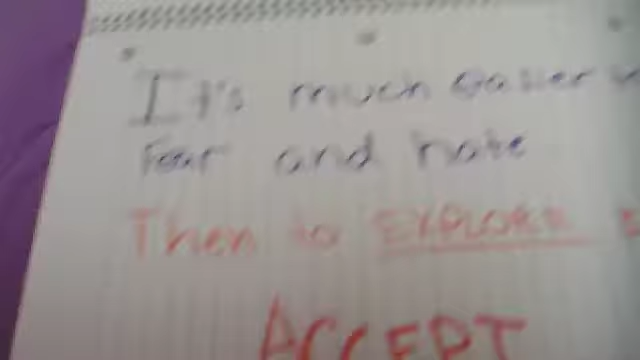 It's much easier
Fear and hate
Then to EXPLORE
ACCEPT